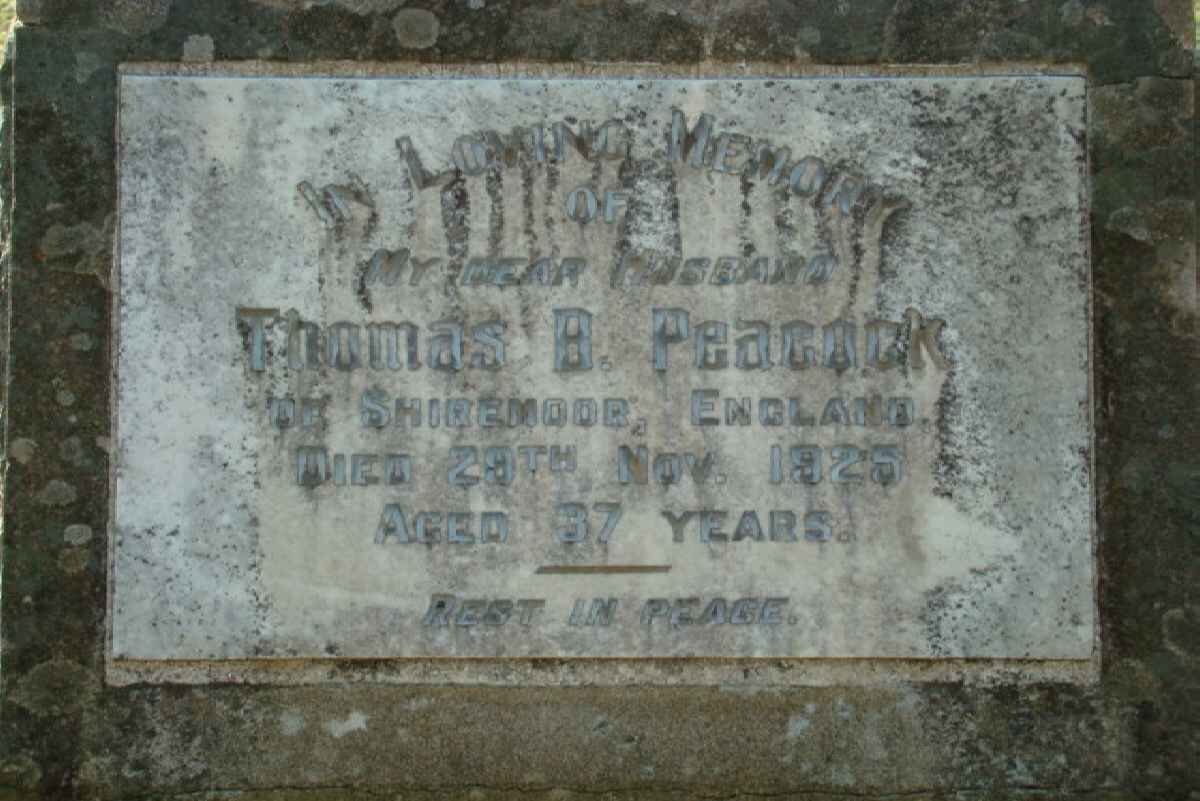 In Loving Memory
OF
My dear Husband
Thomas B. Peacock
of Shiremoor, England.
Died 29th Nov. 1925
Aged 37 years.
Rest in peace.